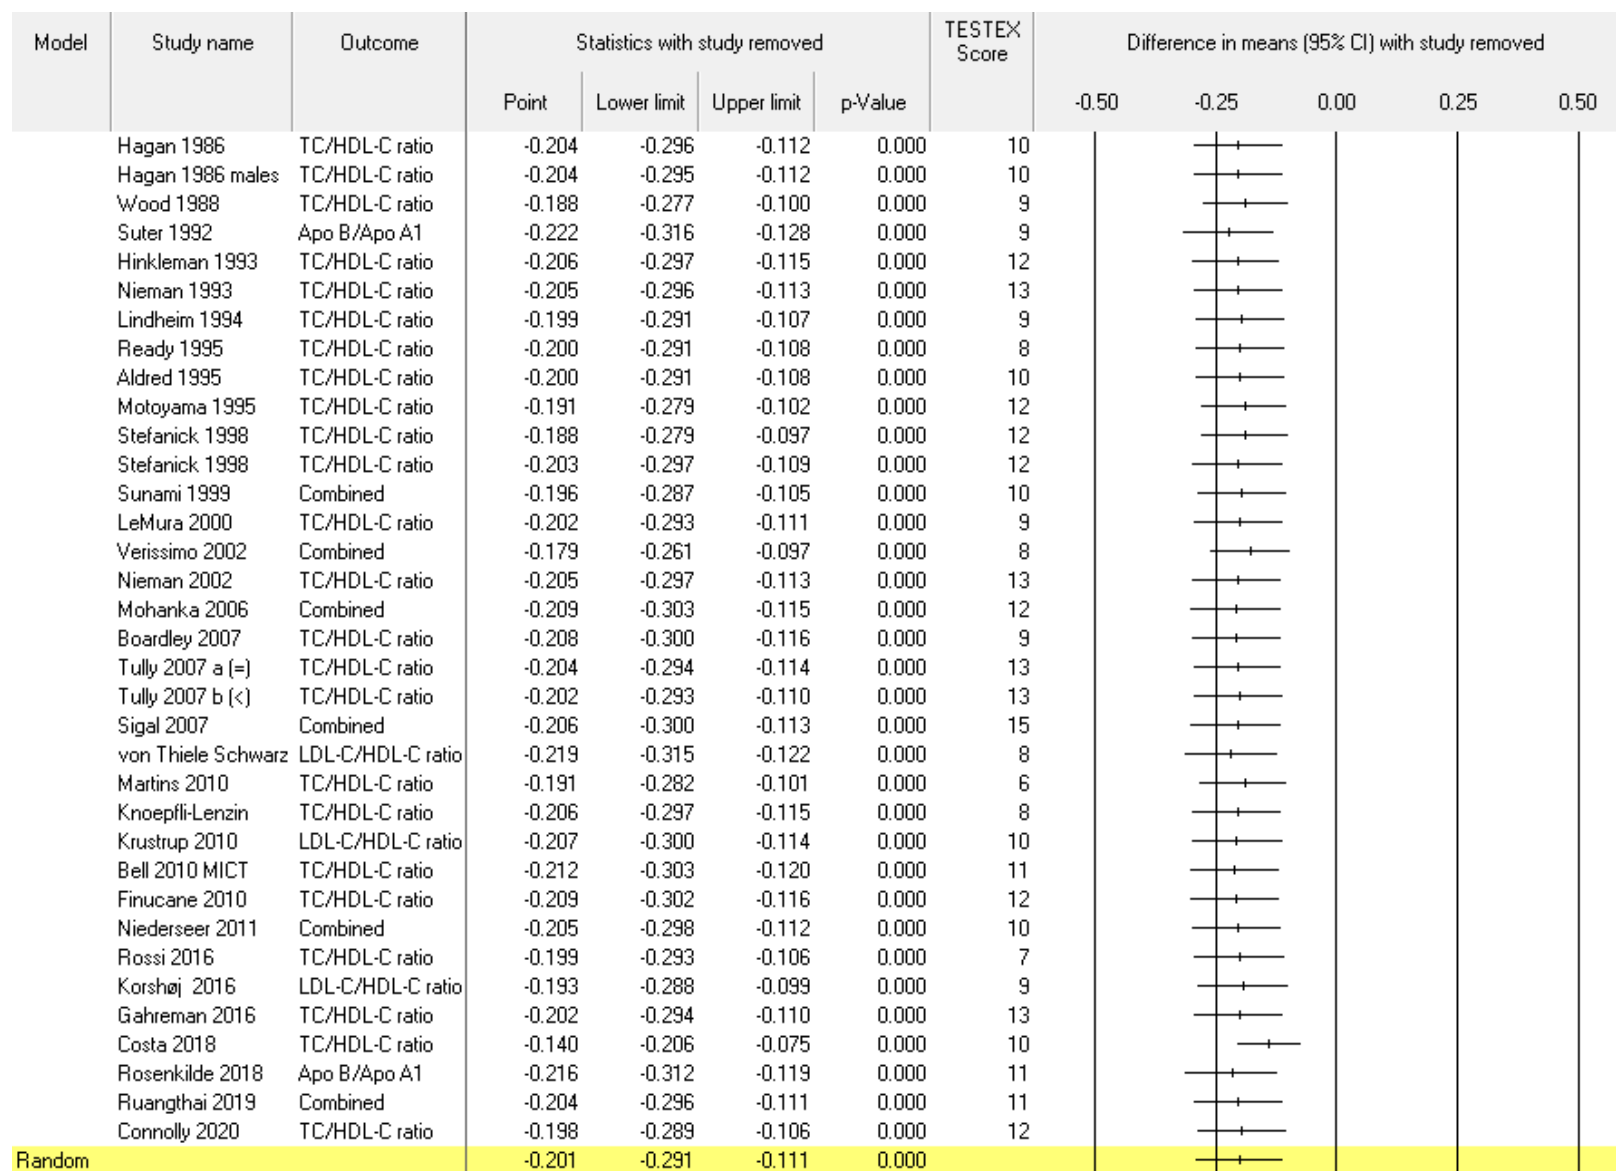 Model Study name Outcome Statistics with study removed TESTEX Score Difference in means (95% CI) with study removed
Point Lower limit Upper limit p-Value -0.50 -0.25 0.00 0.25 0.50
Hagan 1986 TC/HDL-C ratio -0.204 -0.296 -0.112 0.000 10
Hagan 1986 males TC/HDL-C ratio -0.204 -0.295 -0.112 0.000 10
Wood 1988 TC/HDL-C ratio -0.188 -0.277 -0.100 0.000 9
Suter 1992 Apo B/Apo A1 -0.222 -0.316 -0.128 0.000 9
Hinkleman 1993 TC/HDL-C ratio -0.206 -0.297 -0.115 0.000 12
Nieman 1993 TC/HDL-C ratio -0.205 -0.296 -0.113 0.000 13
Lindheim 1994 TC/HDL-C ratio -0.199 -0.291 -0.107 0.000 9
Ready 1995 TC/HDL-C ratio -0.200 -0.291 -0.108 0.000 8
Aldred 1995 TC/HDL-C ratio -0.200 -0.291 -0.108 0.000 10
Motoyama 1995 TC/HDL-C ratio -0.191 -0.279 -0.102 0.000 12
Stefanick 1998 TC/HDL-C ratio -0.188 -0.279 -0.097 0.000 12
Stefanick 1998 TC/HDL-C ratio -0.203 -0.297 -0.109 0.000 12
Sunami 1999 Combined -0.196 -0.287 -0.105 0.000 10
LeMura 2000 TC/HDL-C ratio -0.202 -0.293 -0.111 0.000 9
Verissimo 2002 Combined -0.179 -0.261 -0.097 0.000 8
Nieman 2002 TC/HDL-C ratio -0.205 -0.297 -0.113 0.000 13
Mohanka 2006 Combined -0.209 -0.303 -0.115 0.000 12
Boardley 2007 TC/HDL-C ratio -0.208 -0.300 -0.116 0.000 9
Tully 2007 a (=) TC/HDL-C ratio -0.204 -0.294 -0.114 0.000 13
Tully 2007 b (<) TC/HDL-C ratio -0.202 -0.293 -0.110 0.000 13
Sigal 2007 Combined -0.206 -0.300 -0.113 0.000 15
von Thiele Schwarz LDL-C/HDL-C ratio -0.219 -0.315 -0.122 0.000 8
Martins 2010 TC/HDL-C ratio -0.191 -0.282 -0.101 0.000 6
Knoepfli-Lenzin TC/HDL-C ratio -0.206 -0.297 -0.115 0.000 8
Krustrup 2010 LDL-C/HDL-C ratio -0.207 -0.300 -0.114 0.000 10
Bell 2010 MICT TC/HDL-C ratio -0.212 -0.303 -0.120 0.000 11
Finucane 2010 TC/HDL-C ratio -0.209 -0.302 -0.116 0.000 12
Niederseer 2011 Combined -0.205 -0.298 -0.112 0.000 10
Rossi 2016 TC/HDL-C ratio -0.199 -0.293 -0.106 0.000 7
Korshøj 2016 LDL-C/HDL-C ratio -0.193 -0.288 -0.099 0.000 9
Gahreman 2016 TC/HDL-C ratio -0.202 -0.294 -0.110 0.000 13
Costa 2018 TC/HDL-C ratio -0.140 -0.206 -0.075 0.000 10
Rosenkilde 2018 Apo B/Apo A1 -0.216 -0.312 -0.119 0.000 11
Ruangthai 2019 Combined -0.204 -0.296 -0.111 0.000 11
Connolly 2020 TC/HDL-C ratio -0.198 -0.289 -0.106 0.000 12
Random -0.201 -0.291 -0.111 0.000